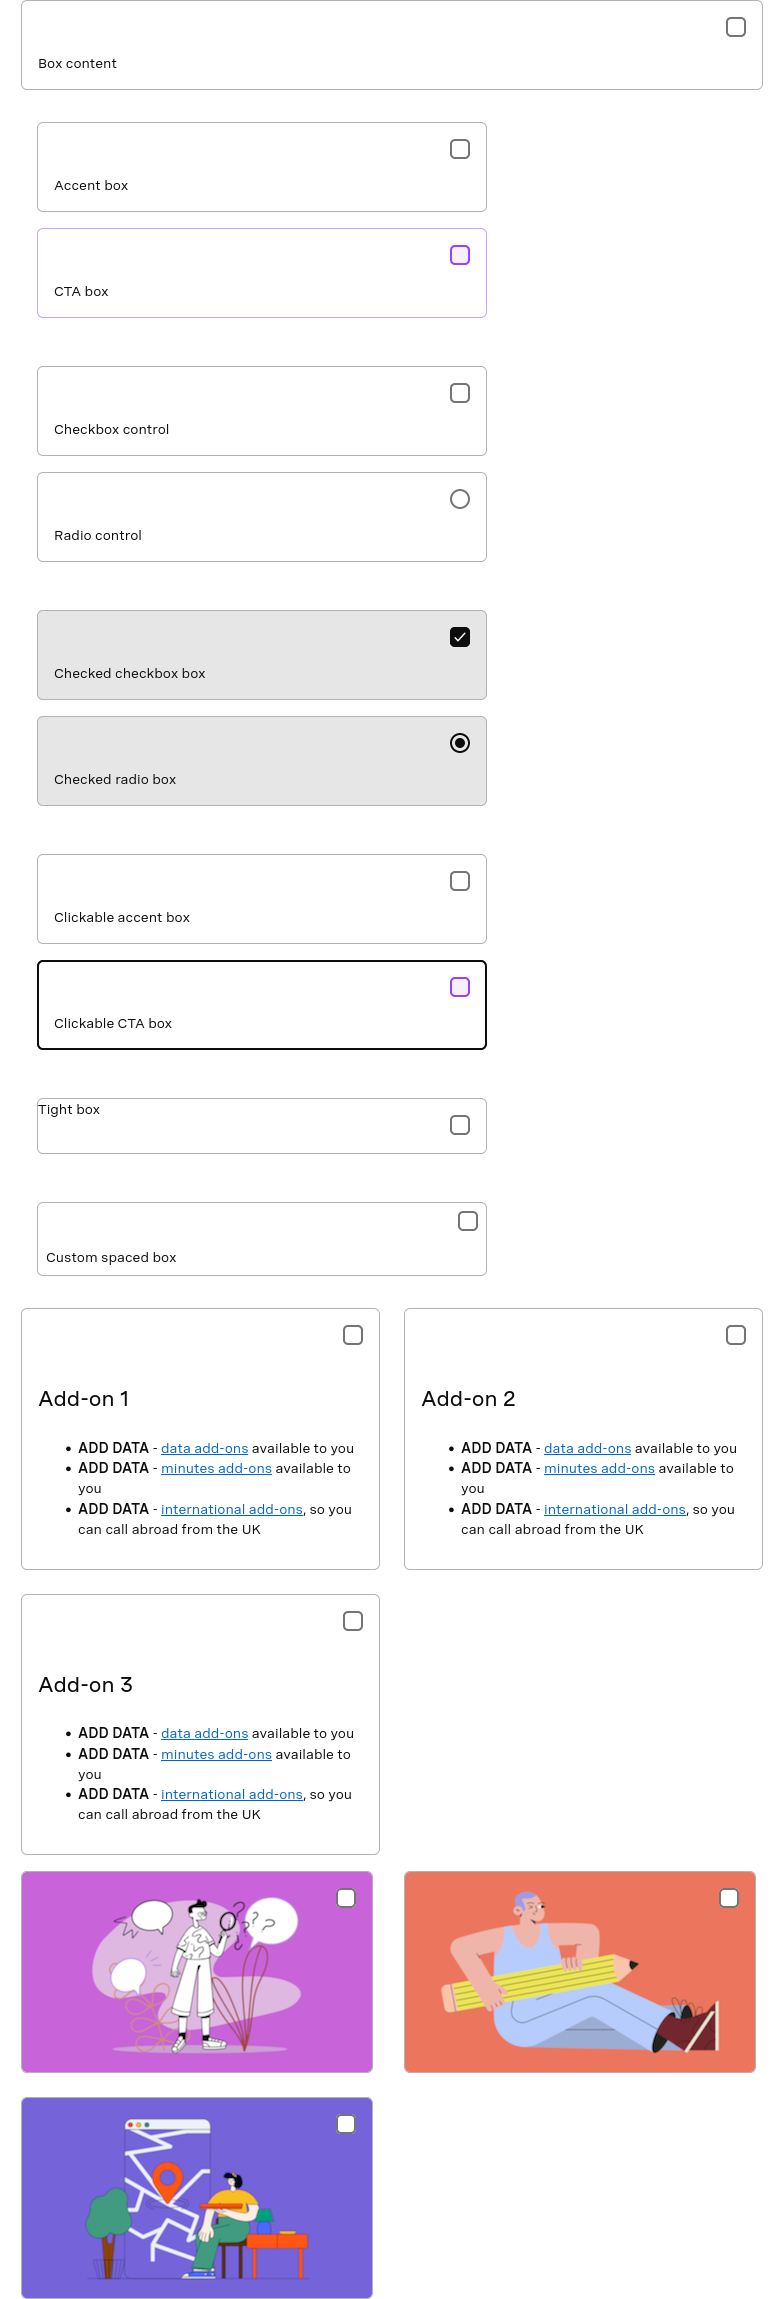 Box content
Accent box
CTA box
Checkbox control
Radio control
Checked checkbox box
Checked radio box
Clickable accent box
Clickable CTA box
Tight box
Custom spaced box
Add-on 1
• ADD DATA - data add-ons available to you
• ADD DATA - minutes add-ons available to
you
• ADD DATA - international add-ons, so you
can call abroad from the UK
Add-on 2
• ADD DATA - data add-ons available to you
• ADD DATA - minutes add-ons available to
you
• ADD DATA - international add-ons, so you
can call abroad from the UK
Add-on 3
• ADD DATA - data add-ons available to you
• ADD DATA - minutes add-ons available to
you
• ADD DATA - international add-ons, so you
can call abroad from the UK
? ? ?